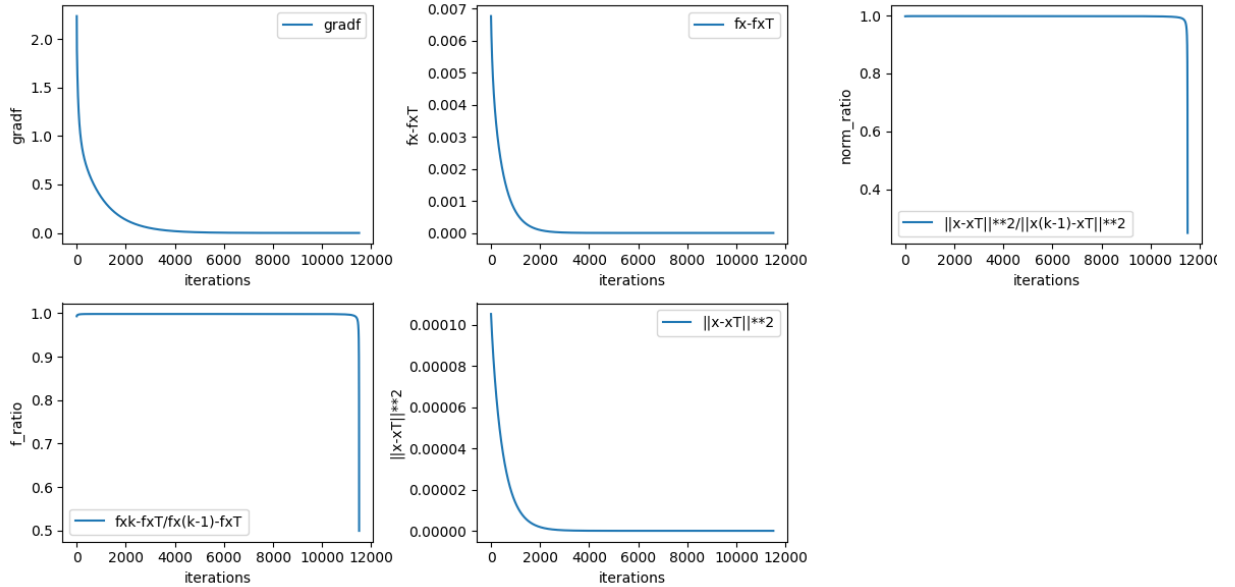 gradf
2.0
1.5
1.0
0.5
0.0
gradf
0 2000 4000 6000 8000 10000 12000
iterations
fx-fxT
0.007
0.006
0.005
0.004
0.003
0.002
0.001
0.000
fx-fxT
0 2000 4000 6000 8000 10000 12000
iterations
norm_ratio
1.0
0.8
0.6
0.4
||x-xT||**2/||x(k-1)-xT||**2
0 2000 4000 6000 8000 10000 12000
iterations
f_ratio
1.0
0.9
0.8
0.7
0.6
0.5
fxk-fxT/fx(k-1)-fxT
0 2000 4000 6000 8000 10000 12000
iterations
||x-xT||**2
0.00010
0.00008
0.00006
0.00004
0.00002
0.00000
||x-xT||**2
0 2000 4000 6000 8000 10000 12000
iterations